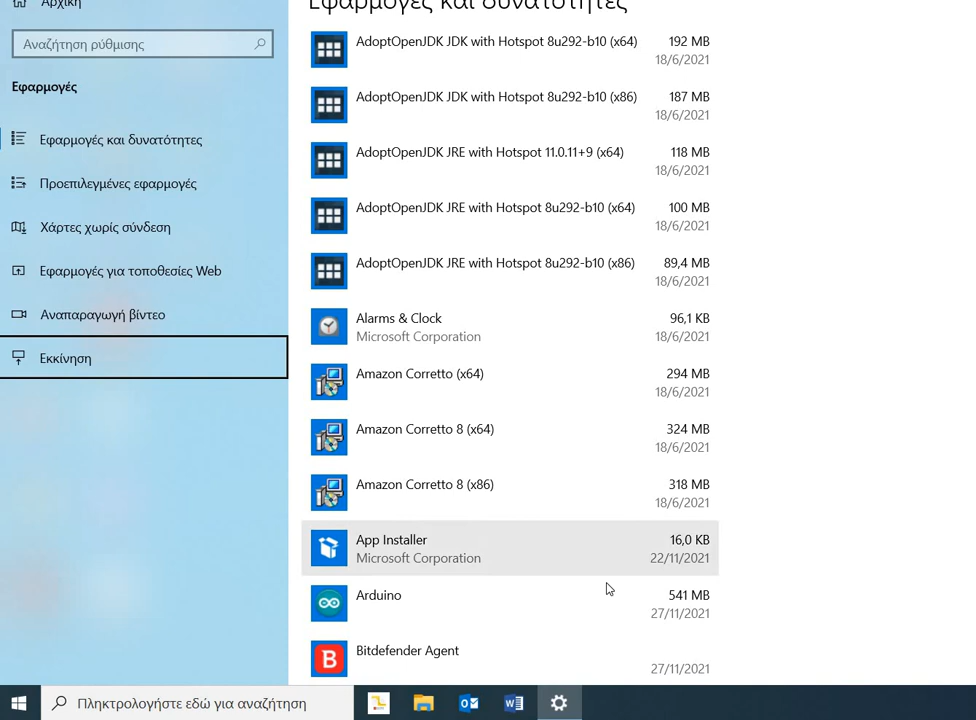 Αρχική
Αναζήτηση ρύθμισης
Εφαρμογές
Εφαρμογές και δυνατότητες
Προεπιλεγμένες εφαρμογές
Χάρτες χωρίς σύνδεση
Εφαρμογές για τοποθεσίες Web
Αναπαραγωγή βίντεο
Εκκίνηση
Εφαρμογές και δυνατότητες
AdoptOpenJDK JDK with Hotspot 8u292-b10 (x64) 192 MB
18/6/2021
AdoptOpenJDK JDK with Hotspot 8u292-b10 (x86) 187 MB
18/6/2021
AdoptOpenJDK JRE with Hotspot 11.0.11+9 (x64) 118 MB
18/6/2021
AdoptOpenJDK JRE with Hotspot 8u292-b10 (x64) 100 MB
18/6/2021
AdoptOpenJDK JRE with Hotspot 8u292-b10 (x86) 89,4 MB
18/6/2021
Alarms & Clock 96,1 KB
Microsoft Corporation 18/6/2021
Amazon Corretto (x64) 294 MB
18/6/2021
Amazon Corretto 8 (x64) 324 MB
18/6/2021
Amazon Corretto 8 (x86) 318 MB
18/6/2021
App Installer 16,0 KB
Microsoft Corporation 22/11/2021
Arduino 541 MB
27/11/2021
Bitdefender Agent
27/11/2021
Πληκτρολογήστε εδώ για αναζήτηση